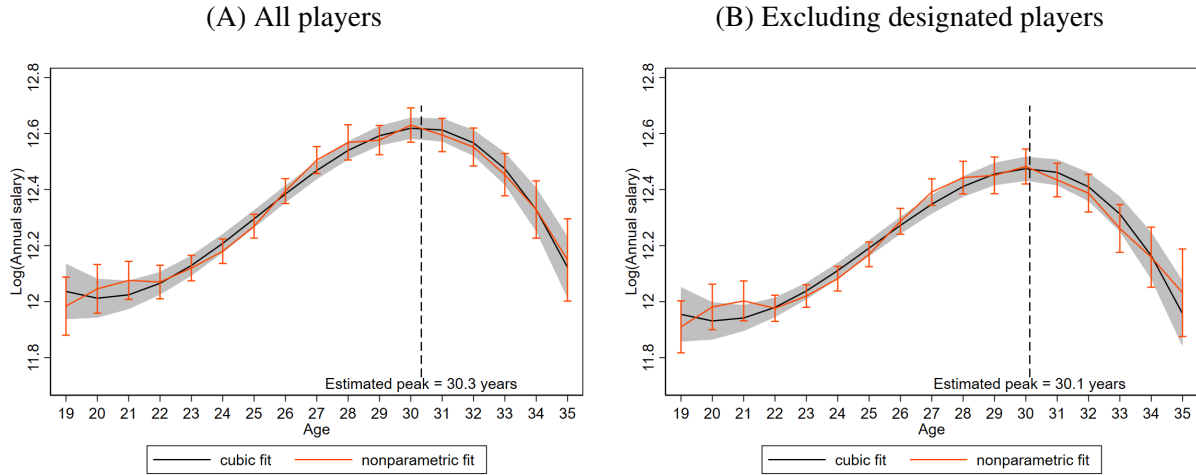 (A) All players
12.8
12.6
12.4
12.2
12
11.8
Log(Annual salary)
Estimated peak = 30.3 years
19 20 21 22 23 24 25 26 27 28 29 30 31 32 33 34 35
Age
cubic fit nonparametric fit
(B) Excluding designated players
12.8
12.6
12.4
12.2
12
11.8
Log(Annual salary)
Estimated peak = 30.1 years
19 20 21 22 23 24 25 26 27 28 29 30 31 32 33 34 35
Age
cubic fit nonparametric fit